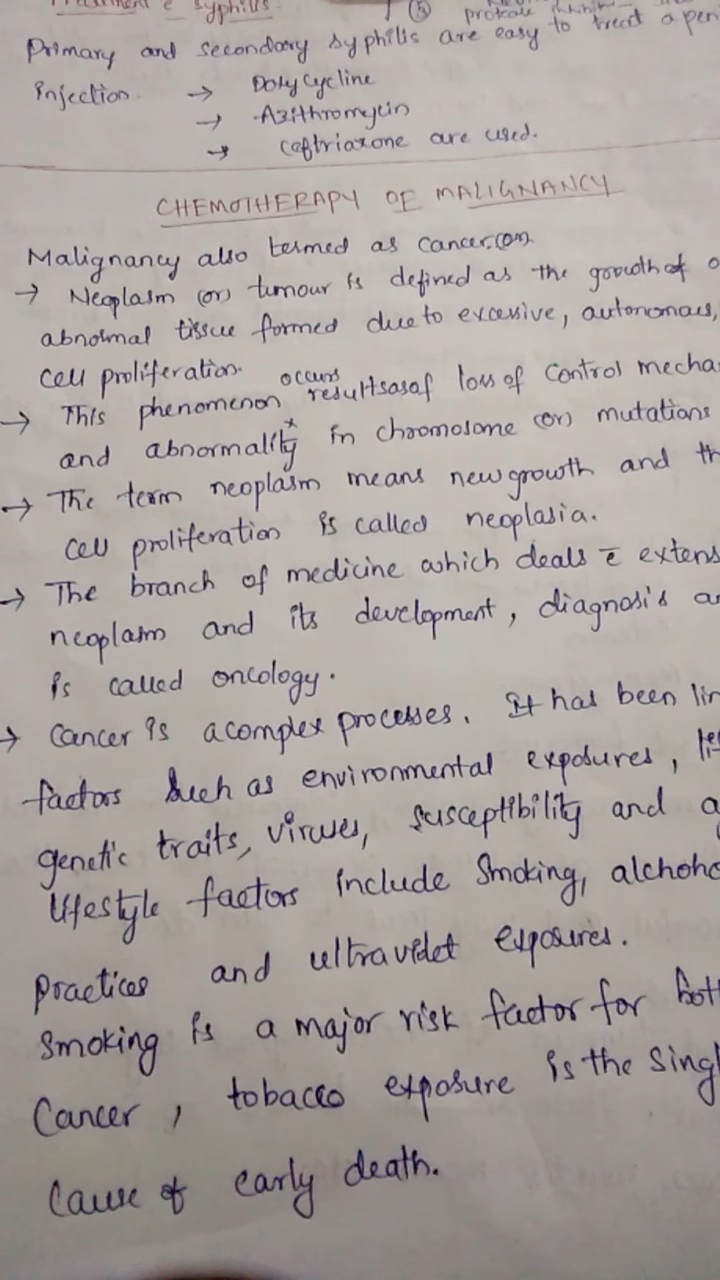 syphilis.
⑤ protease
Primary and secondary syphilis are easy to treat a pen
injection. → Doxycycline
→ Azithromycin
→ ceftriaxone are used.
CHEMOTHERAPY OF MALIGNANCY
Malignancy also termed as cancer. (or)
→ Neoplasm (or) tumour is defined as the growth of
abnormal tissue formed due to excessive, autonomous,
cell proliferation.
→ This phenomenon occurs results as of loss of control mecha
and abnormality in chromosome (or) mutations
→ The term neoplasm means new growth and th
cell proliferation is called neoplasia.
→ The branch of medicine which deals c̄ extens
neoplasm and its development, diagnosis a
is called oncology.
→ Cancer is a complex processes. It has been lin
factors such as environmental exposures,
genetic traits, viruses, susceptibility and a
lifestyle factors include smoking, alchoho
practices and ultraviolet exposures.
Smoking is a major risk factor for bot
Cancer, tobacco exposure is the singl
cause of early death.